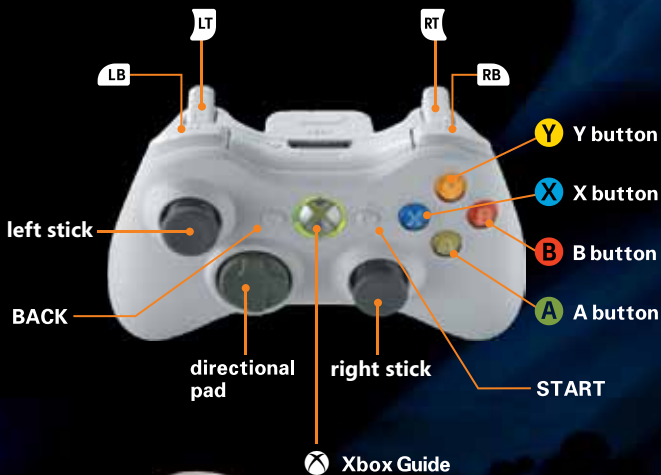 LT
RT
LB
RB
Y Y button
X X button
left stick
B B button
A A button
BACK
directional
pad
right stick
START
Xbox Guide